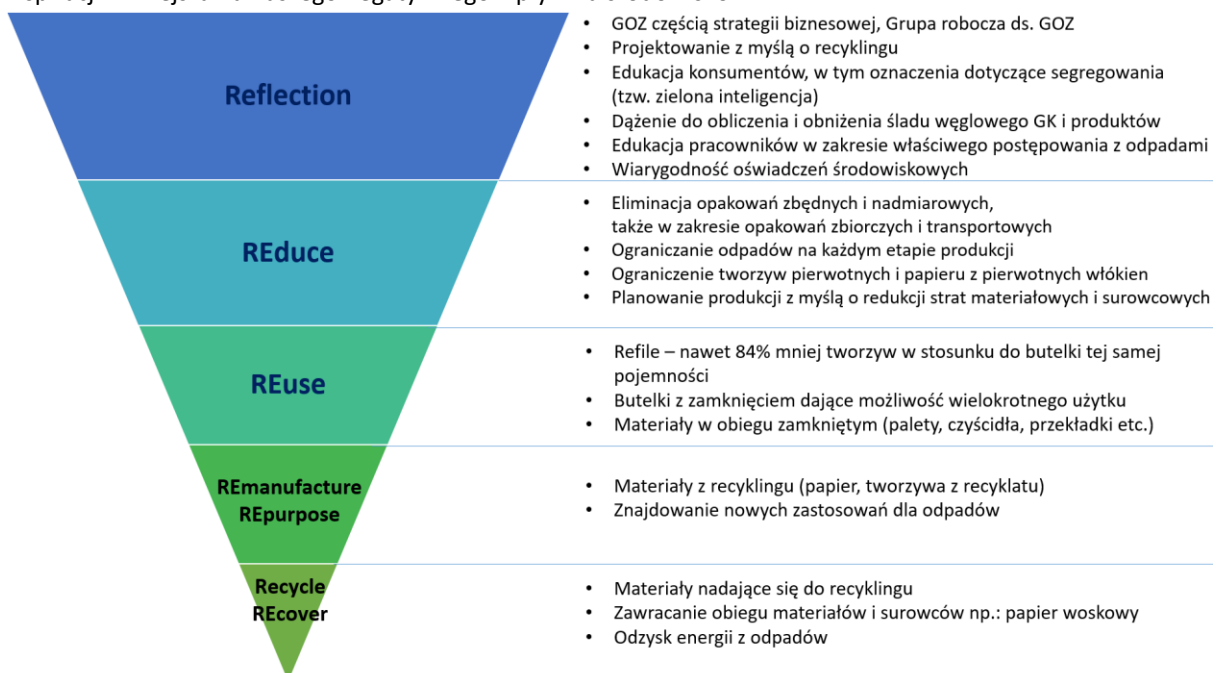 Reflection
• GOZ częścią strategii biznesowej, Grupa robocza ds. GOZ
• Projektowanie z myślą o recyklingu
• Edukacja konsumentów, w tym oznaczenia dotyczące segregowania
(tzw. zielona inteligencja)
• Dążenie do obliczenia i obniżenia śladu węglowego GK i produktów
• Edukacja pracowników w zakresie właściwego postępowania z odpadami
• Wiarygodność oświadczeń środowiskowych
REduce
• Eliminacja opakowań zbędnych i nadmiarowych,
także w zakresie opakowań zbiorczych i transportowych
• Ograniczanie odpadów na każdym etapie produkcji
• Ograniczenie tworzyw pierwotnych i papieru z pierwotnych włókien
• Planowanie produkcji z myślą o redukcji strat materiałowych i surowcowych
REuse
• Refile – nawet 84% mniej tworzyw w stosunku do butelki tej samej
pojemności
• Butelki z zamknięciem dające możliwość wielokrotnego użytku
• Materiały w obiegu zamkniętym (palety, czyścidła, przekładki etc.)
REmanufacture
REpurpose
• Materiały z recyklingu (papier, tworzywa z recyklatu)
• Znajdowanie nowych zastosowań dla odpadów
Recycle
REcover
• Materiały nadające się do recyklingu
• Zawracanie obiegu materiałów i surowców np.: papier woskowy
• Odzysk energii z odpadów